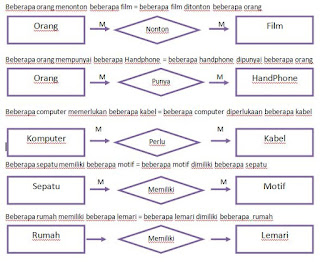 Beberapa orang menonton beberapa film = beberapa film ditonton beberapa orang
Orang M Nonton M Film
Beberapa orang mempunyai beberapa Handphone = beberapa handphone dipunyai beberapa orang
Orang M Punya M HandPhone
Beberapa computer memerlukan beberapa kabel = beberapa computer diperlukaan beberapa kabel
Komputer M Perlu M Kabel
Beberapa sepatu memiliki beberapa motif = beberapa motif dimiliki beberapa sepatu
Sepatu M Memiliki M Motif
Beberapa rumah memiliki beberapa lemari = beberapa lemari dimiliki beberapa rumah
Rumah Memiliki Lemari